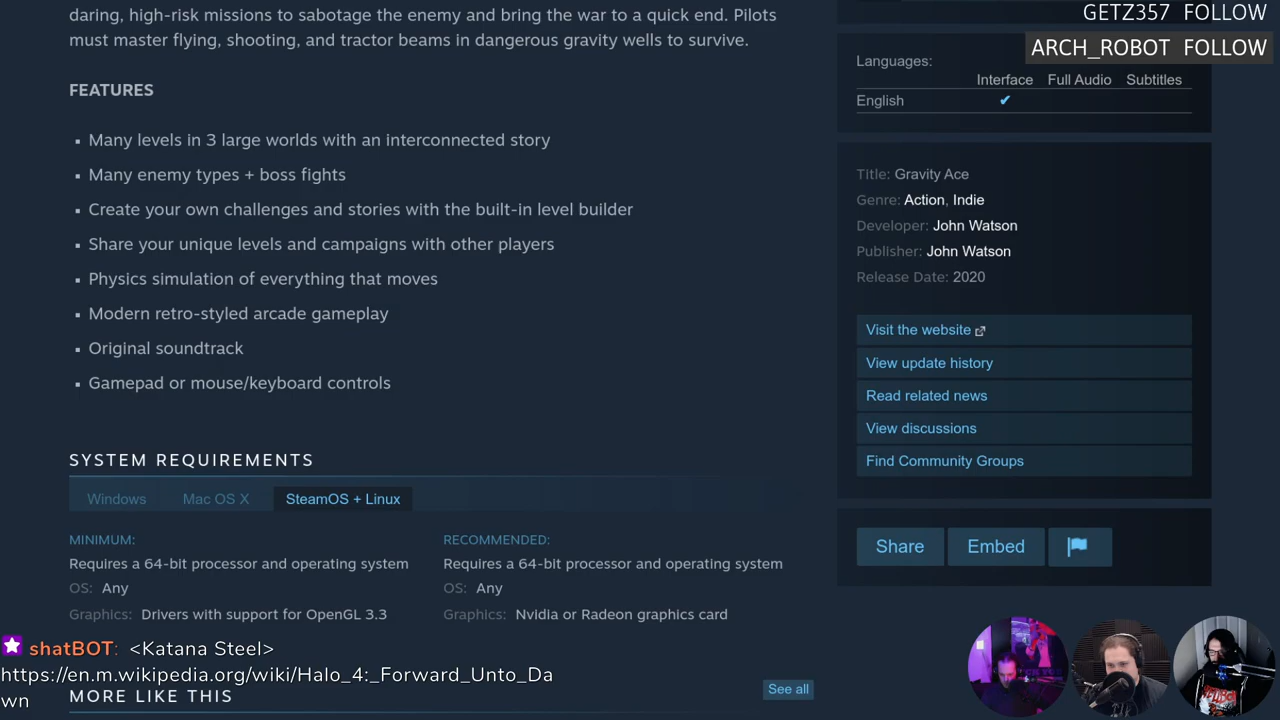 daring, high-risk missions to sabotage the enemy and bring the war to a quick end. Pilots
must master flying, shooting, and tractor beams in dangerous gravity wells to survive.
FEATURES
Many levels in 3 large worlds with an interconnected story
Many enemy types + boss fights
Create your own challenges and stories with the built-in level builder
Share your unique levels and campaigns with other players
Physics simulation of everything that moves
Modern retro-styled arcade gameplay
Original soundtrack
Gamepad or mouse/keyboard controls
SYSTEM REQUIREMENTS
Windows Mac OS X SteamOS + Linux
MINIMUM:
Requires a 64-bit processor and operating system
OS: Any
Graphics: Drivers with support for OpenGL 3.3
RECOMMENDED:
Requires a 64-bit processor and operating system
OS: Any
Graphics: Nvidia or Radeon graphics card
shatBOT: <Katana Steel>
https://en.m.wikipedia.org/wiki/Halo_4:_Forward_Unto_Da
wn
MORE LIKE THIS
See all
GETZ357 FOLLOW
ARCH_ROBOT FOLLOW
Languages:
Interface Full Audio Subtitles
English ✔
Title: Gravity Ace
Genre: Action, Indie
Developer: John Watson
Publisher: John Watson
Release Date: 2020
Visit the website
View update history
Read related news
View discussions
Find Community Groups
Share Embed